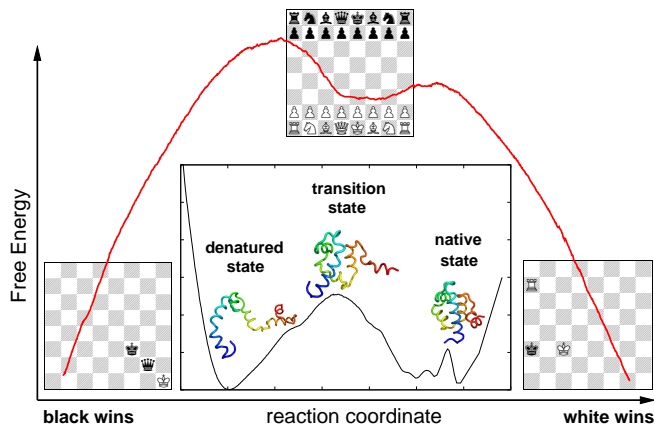 Free Energy
transition
state
denatured
state
native
state
black wins
reaction coordinate
white wins